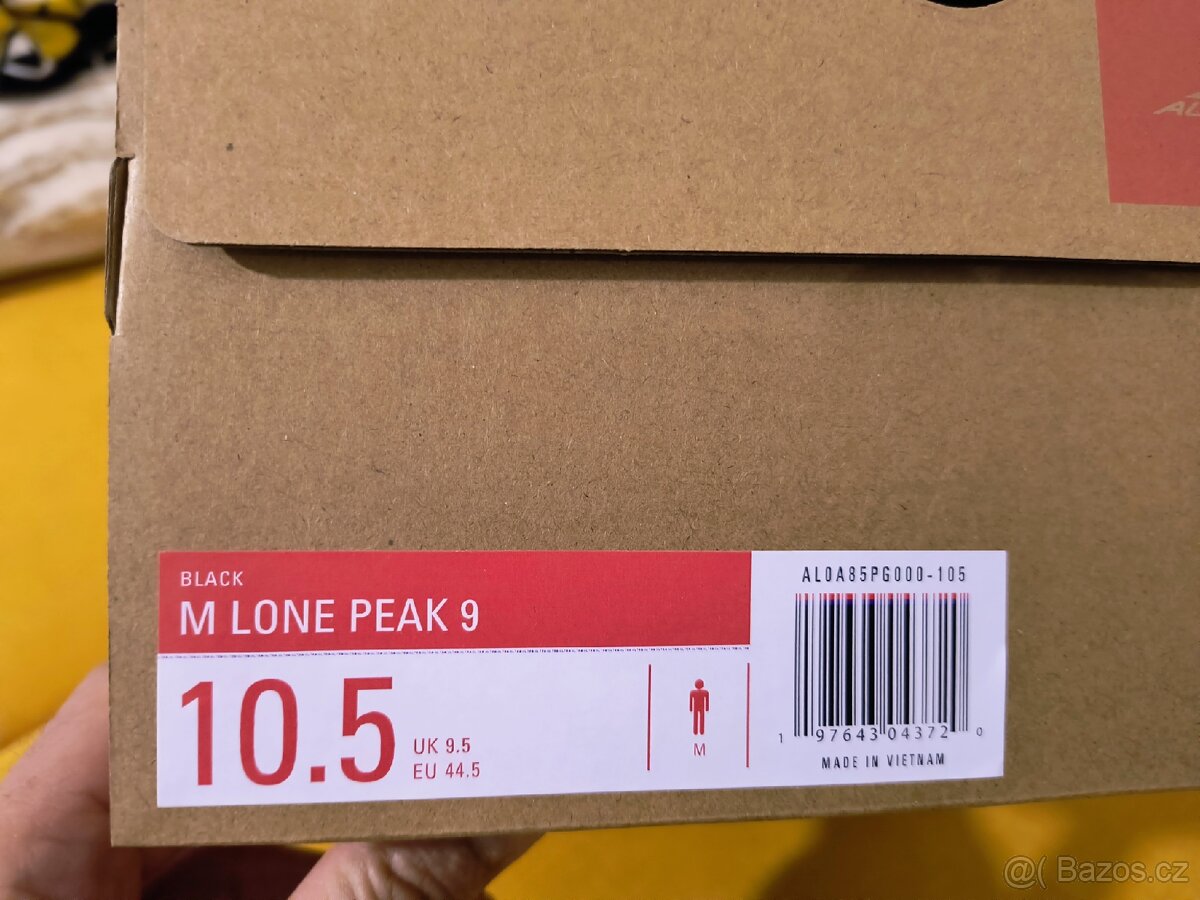 BLACK
M LONE PEAK 9
10.5
UK 9.5
EU 44.5
M
AL0A85PG000-105
1 97643 04372 0
MADE IN VIETNAM
@( Bazos.cz